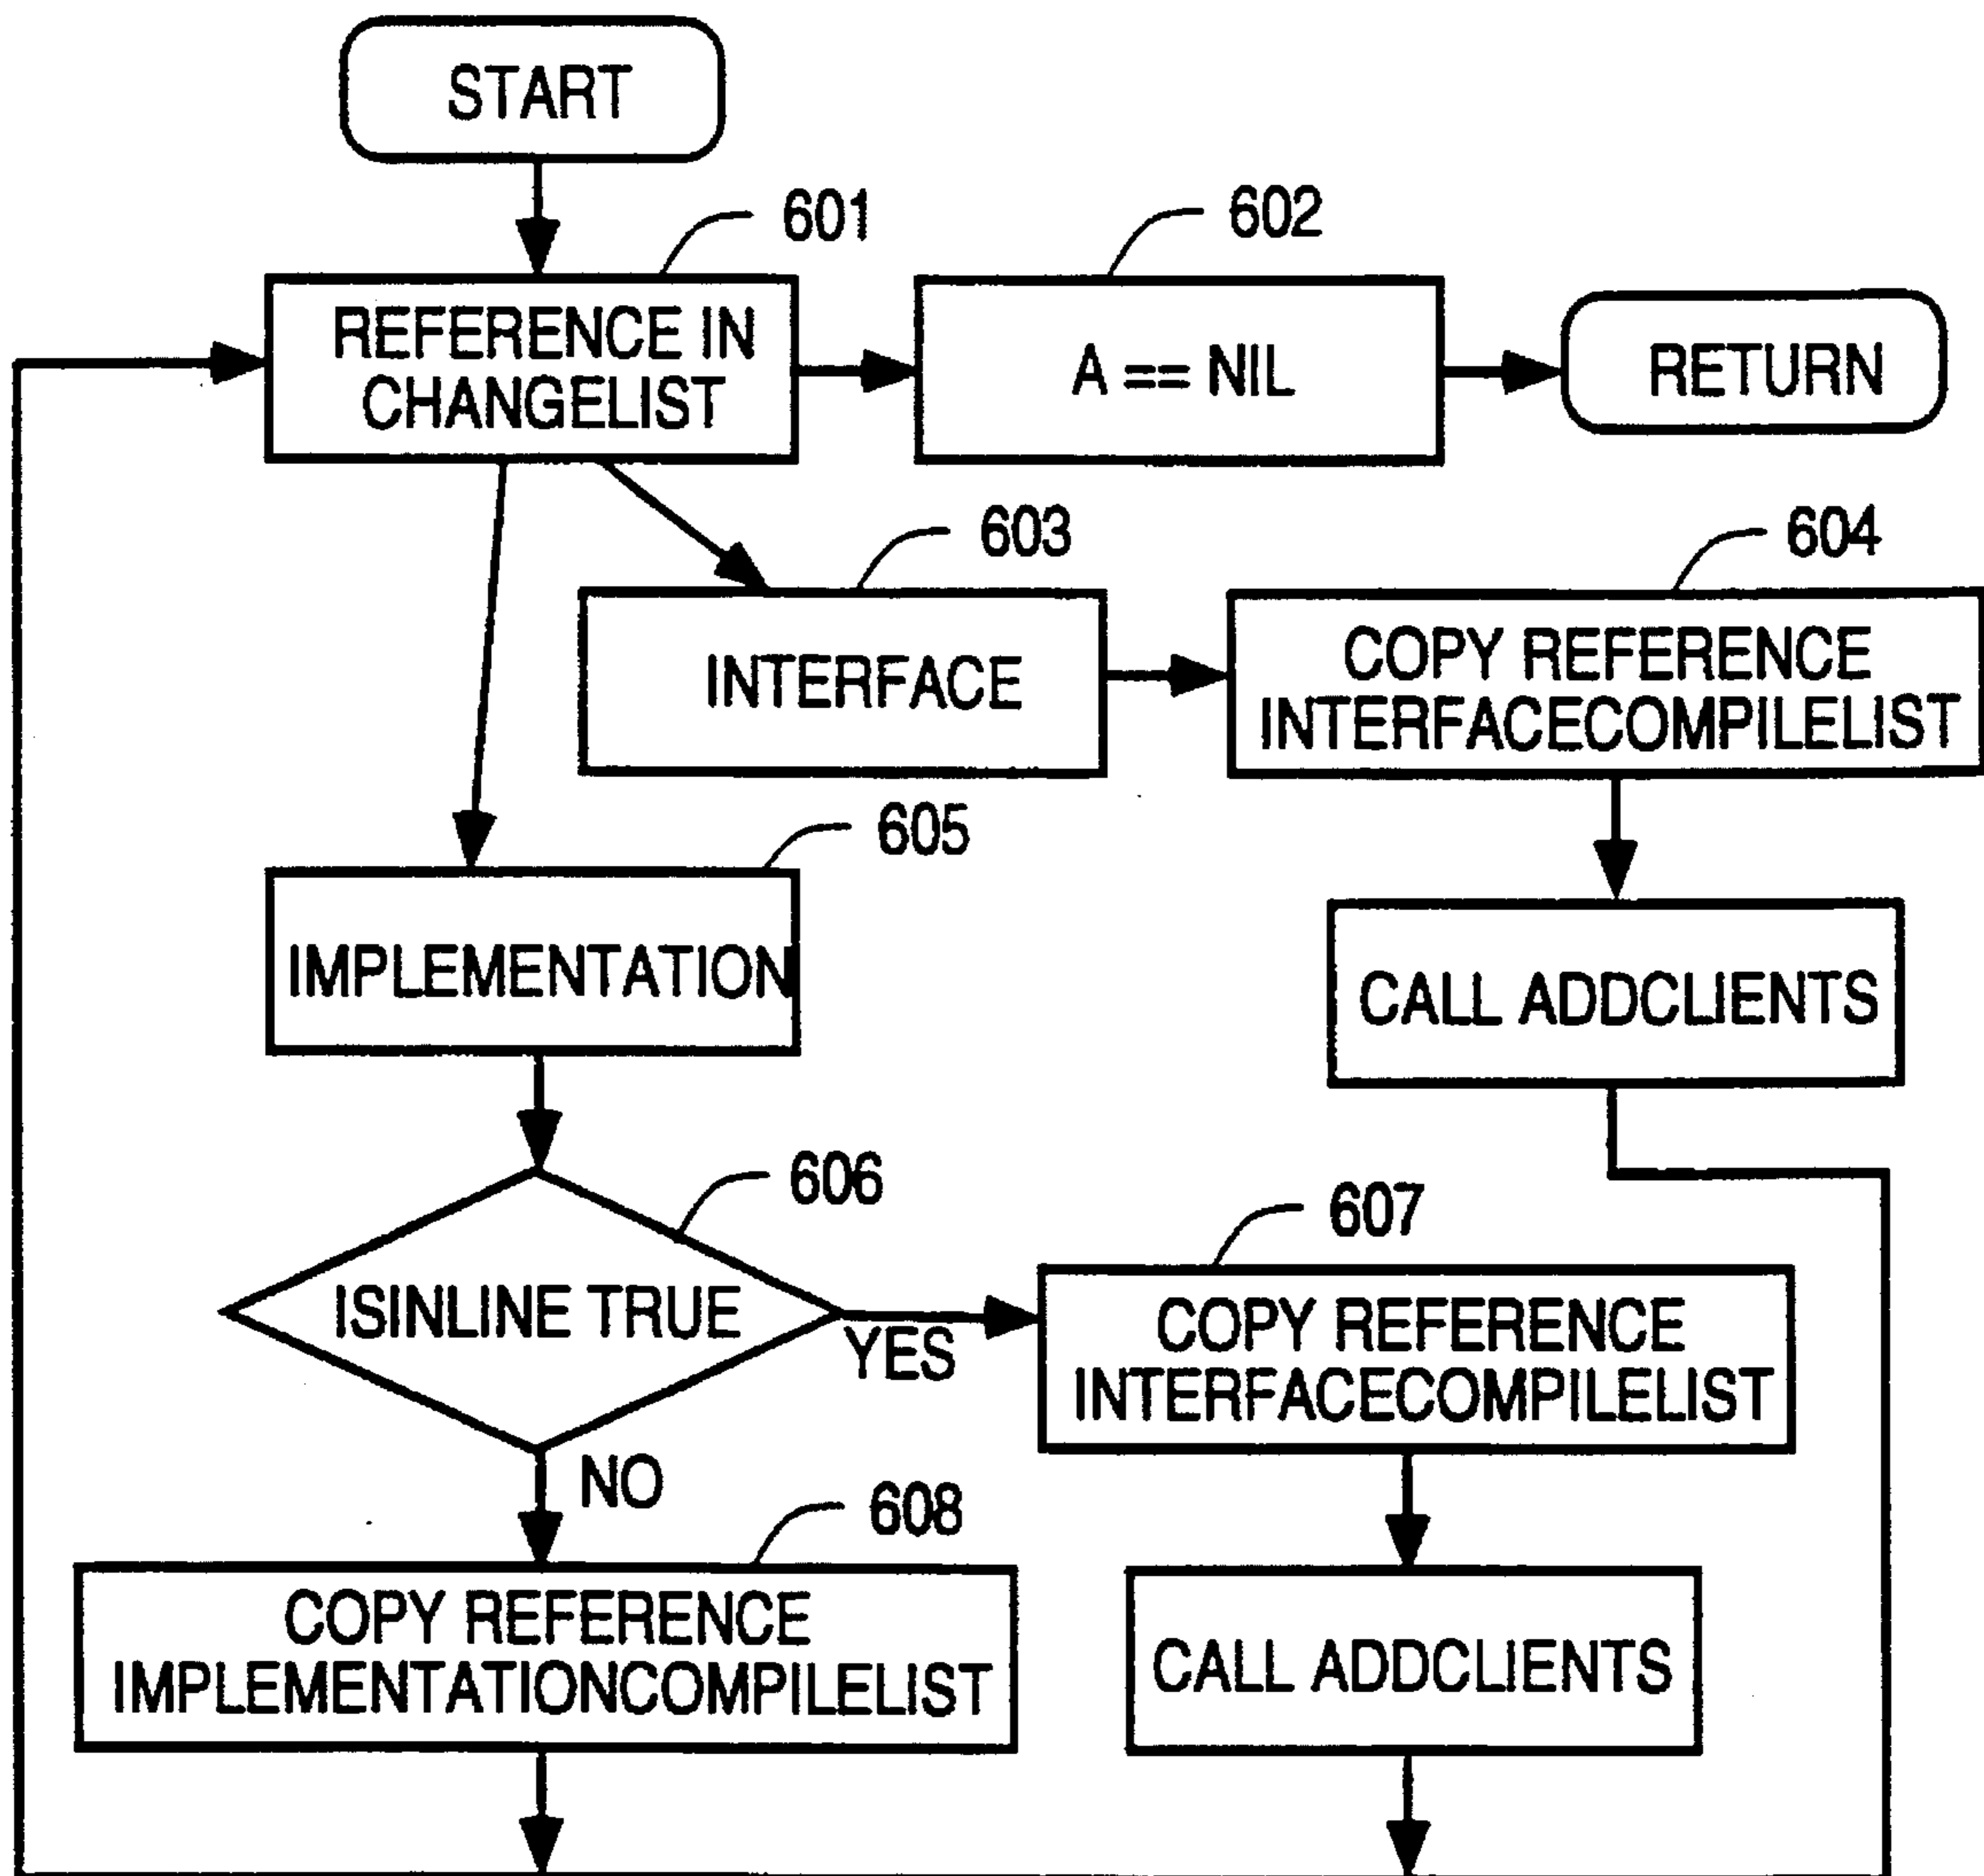 START
601
602
REFERENCE IN
CHANGELIST
A == NIL
RETURN
603
604
INTERFACE
COPY REFERENCE
INTERFACECOMPILELIST
605
IMPLEMENTATION
CALL ADDCLIENTS
606
607
ISINLINE TRUE
YES
COPY REFERENCE
INTERFACECOMPILELIST
NO
608
COPY REFERENCE
IMPLEMENTATIONCOMPILELIST
CALL ADDCLIENTS